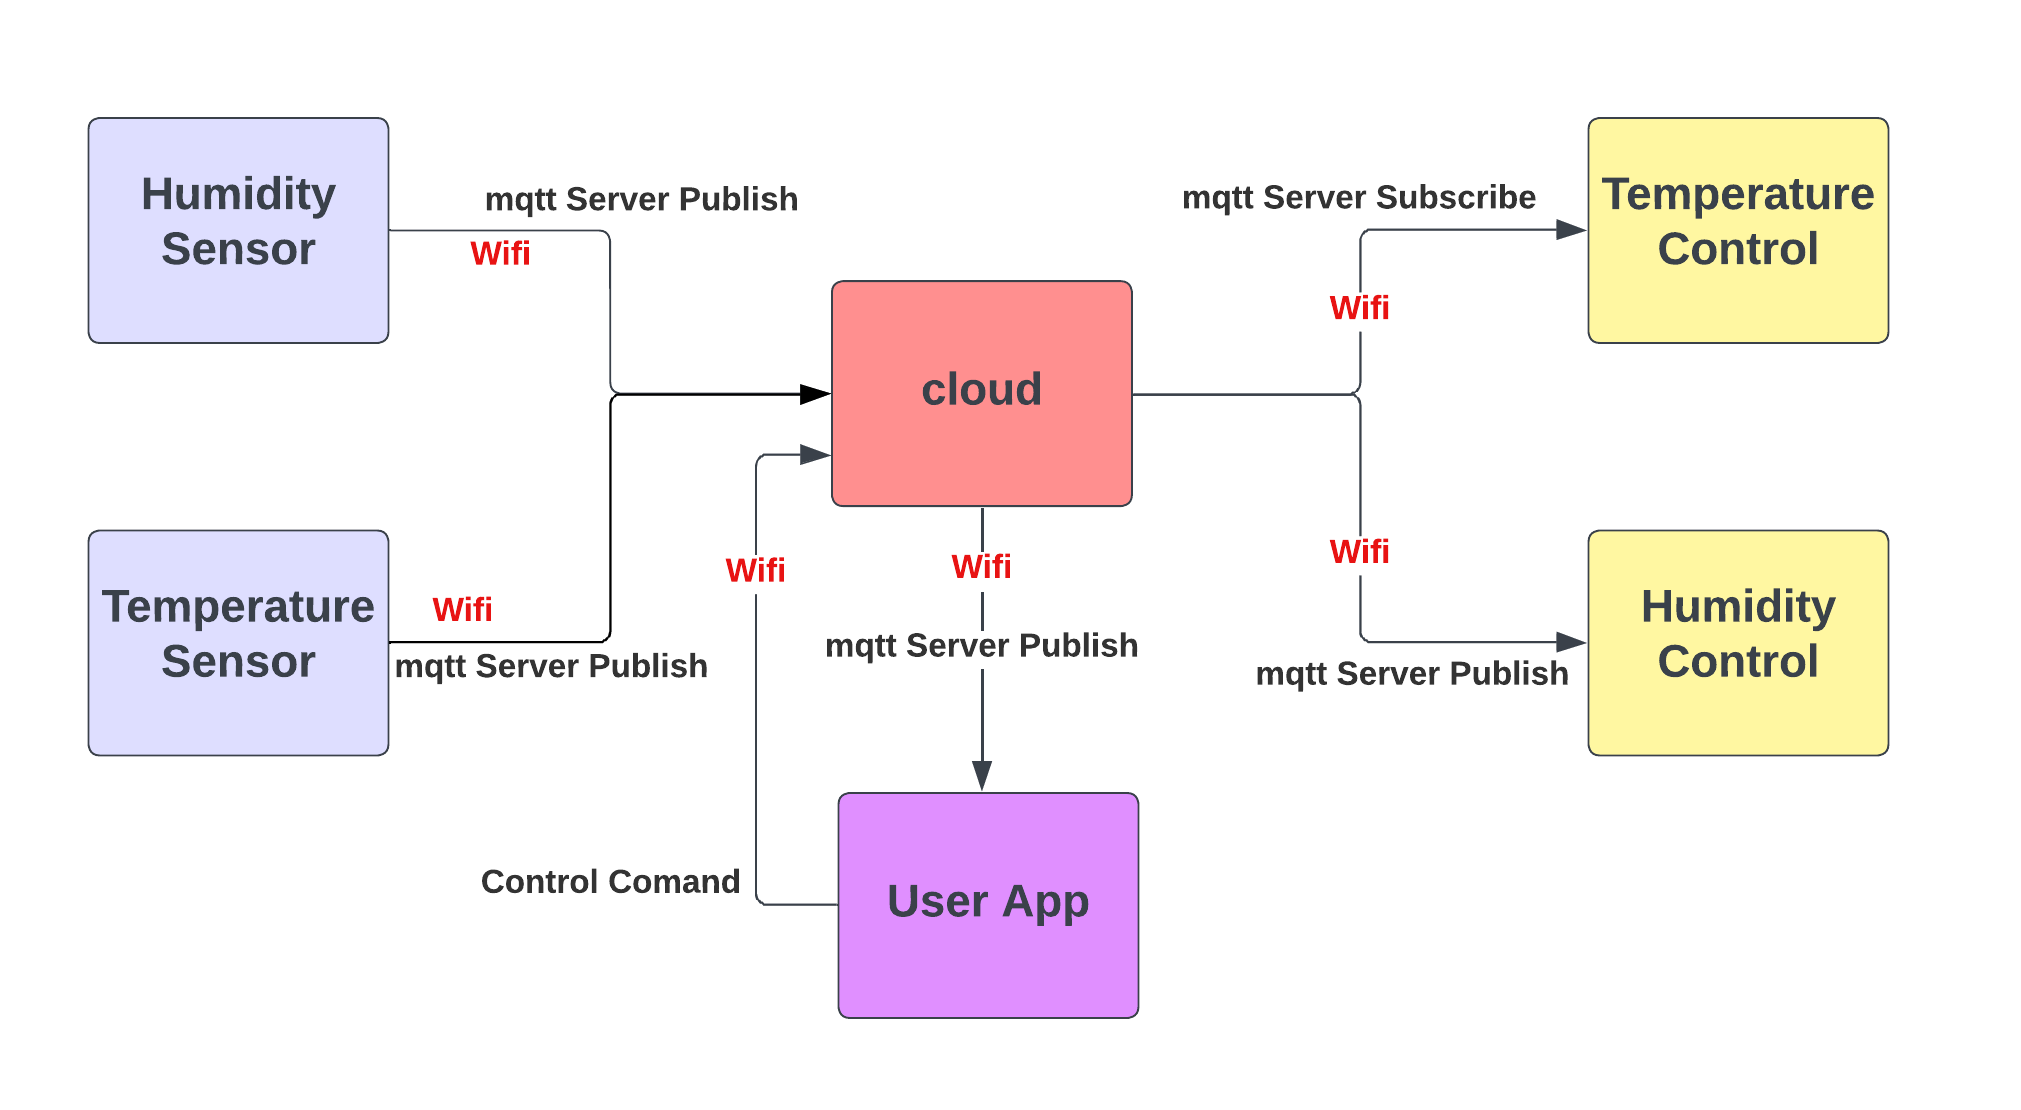 Humidity
Sensor
mqtt Server Publish
Wifi
mqtt Server Subscribe
Temperature
Control
Wifi
cloud
Temperature
Sensor
Wifi
mqtt Server Publish
Wifi
Wifi
mqtt Server Publish
Wifi
mqtt Server Publish
Humidity
Control
Control Comand
User App